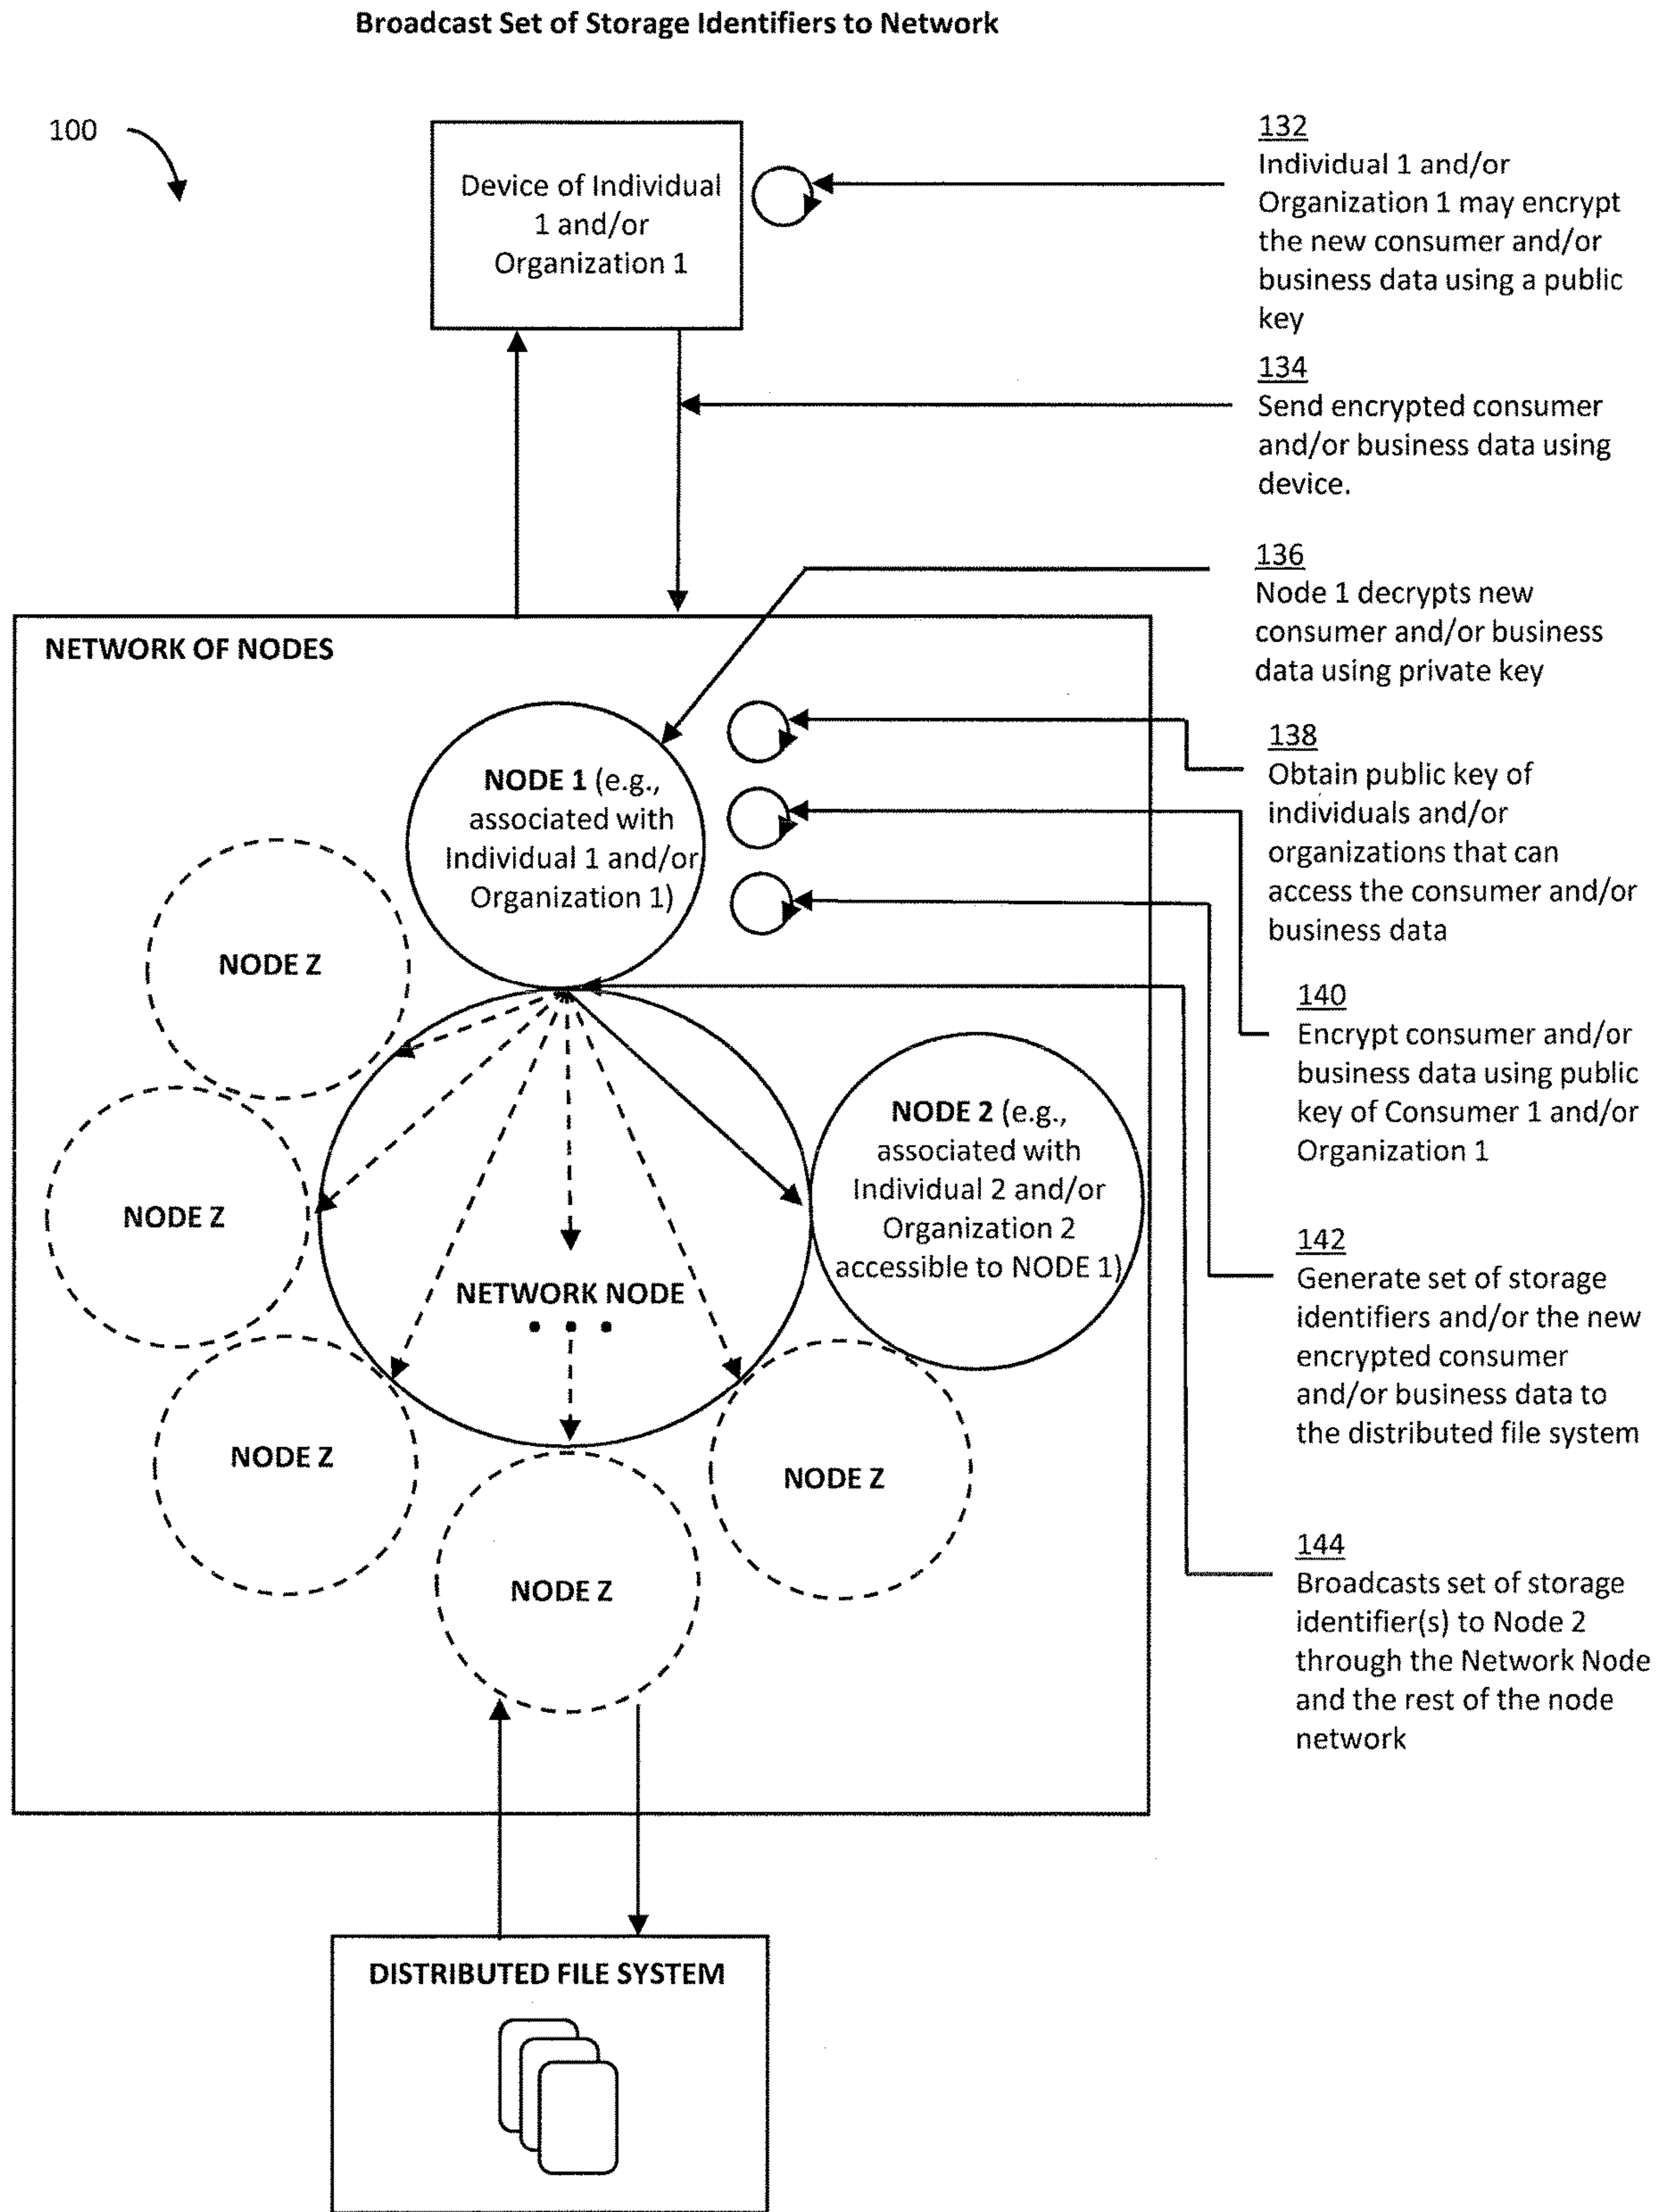 Broadcast Set of Storage Identifiers to Network
100
Device of Individual
1 and/or
Organization 1
132
Individual 1 and/or
Organization 1 may encrypt
the new consumer and/or
business data using a public
key
134
Send encrypted consumer
and/or business data using
device.
136
Node 1 decrypts new
consumer and/or business
data using private key
NETWORK OF NODES
NODE 1 (e.g.,
associated with
Individual 1 and/or
Organization 1)
138
Obtain public key of
individuals and/or
organizations that can
access the consumer and/or
business data
NODE Z
140
Encrypt consumer and/or
business data using public
key of Consumer 1 and/or
Organization 1
NODE 2 (e.g.,
associated with
Individual 2 and/or
Organization 2
accessible to NODE 1)
NODE Z
NETWORK NODE
142
Generate set of storage
identifiers and/or the new
encrypted consumer
and/or business data to
the distributed file system
NODE Z
NODE Z
NODE Z
144
Broadcasts set of storage
identifier(s) to Node 2
through the Network Node
and the rest of the node
network
DISTRIBUTED FILE SYSTEM